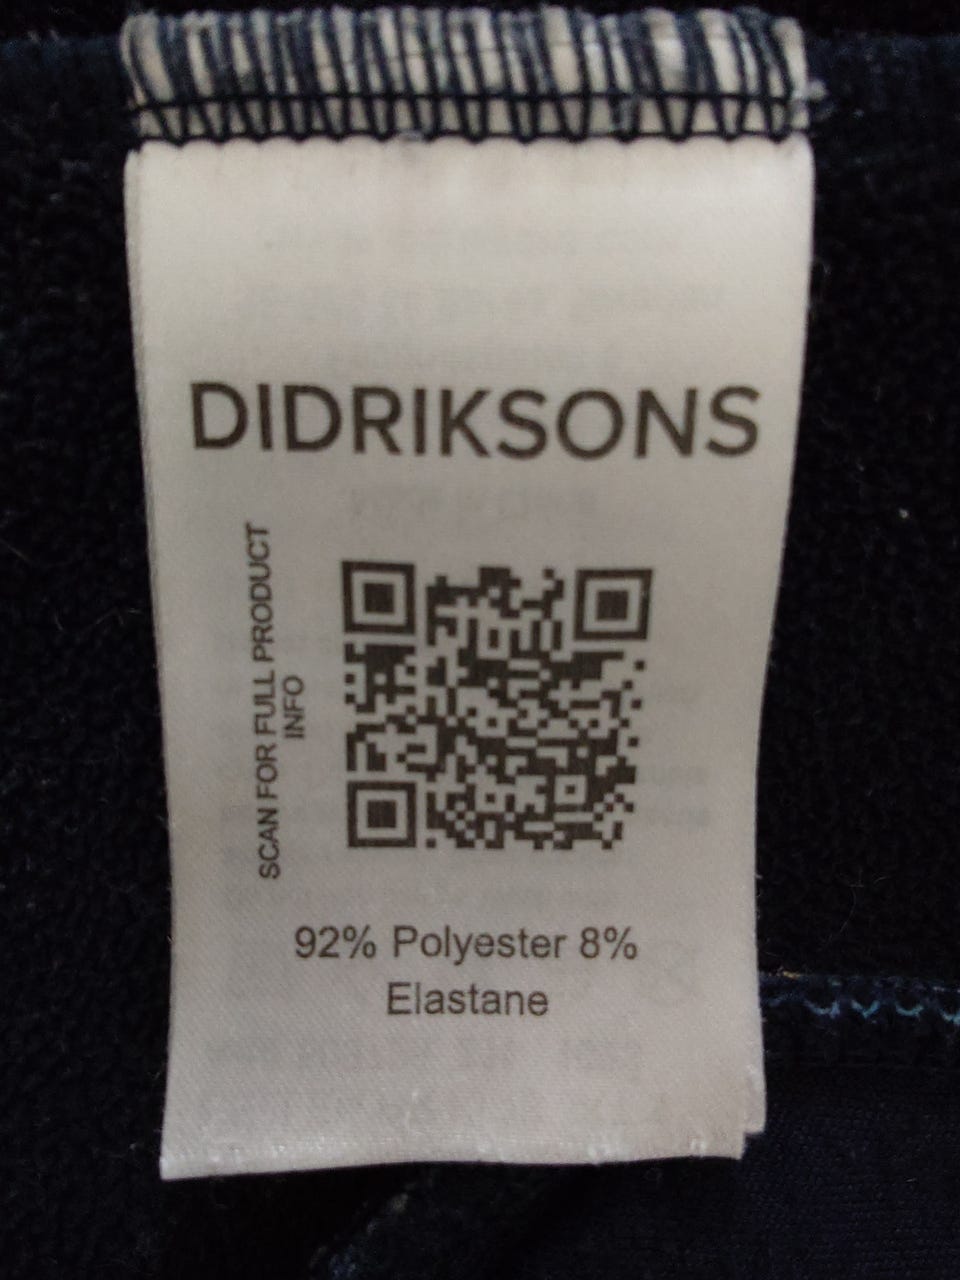 DIDRIKSONS
SCAN FOR FULL PRODUCT
INFO
92% Polyester 8%
Elastane